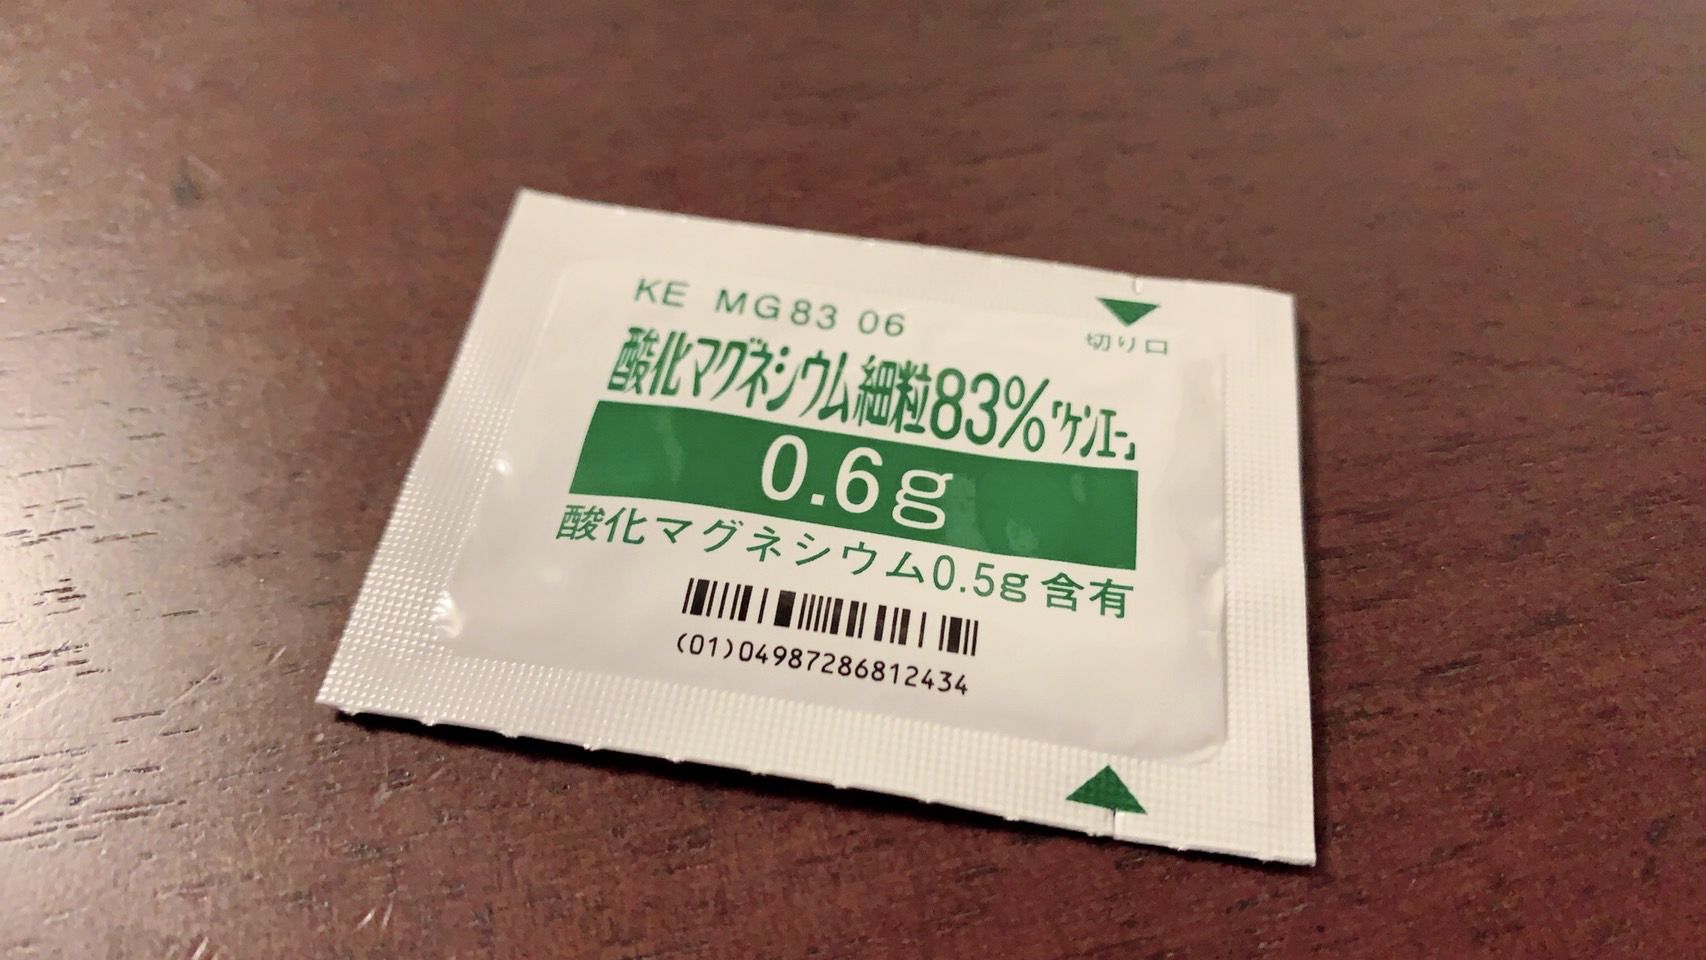 KE MG83 06
切り口
酸化マグネシウム細粒83%「ケンエー」
0.6g
酸化マグネシウム0.5g含有
(01)04987286812434